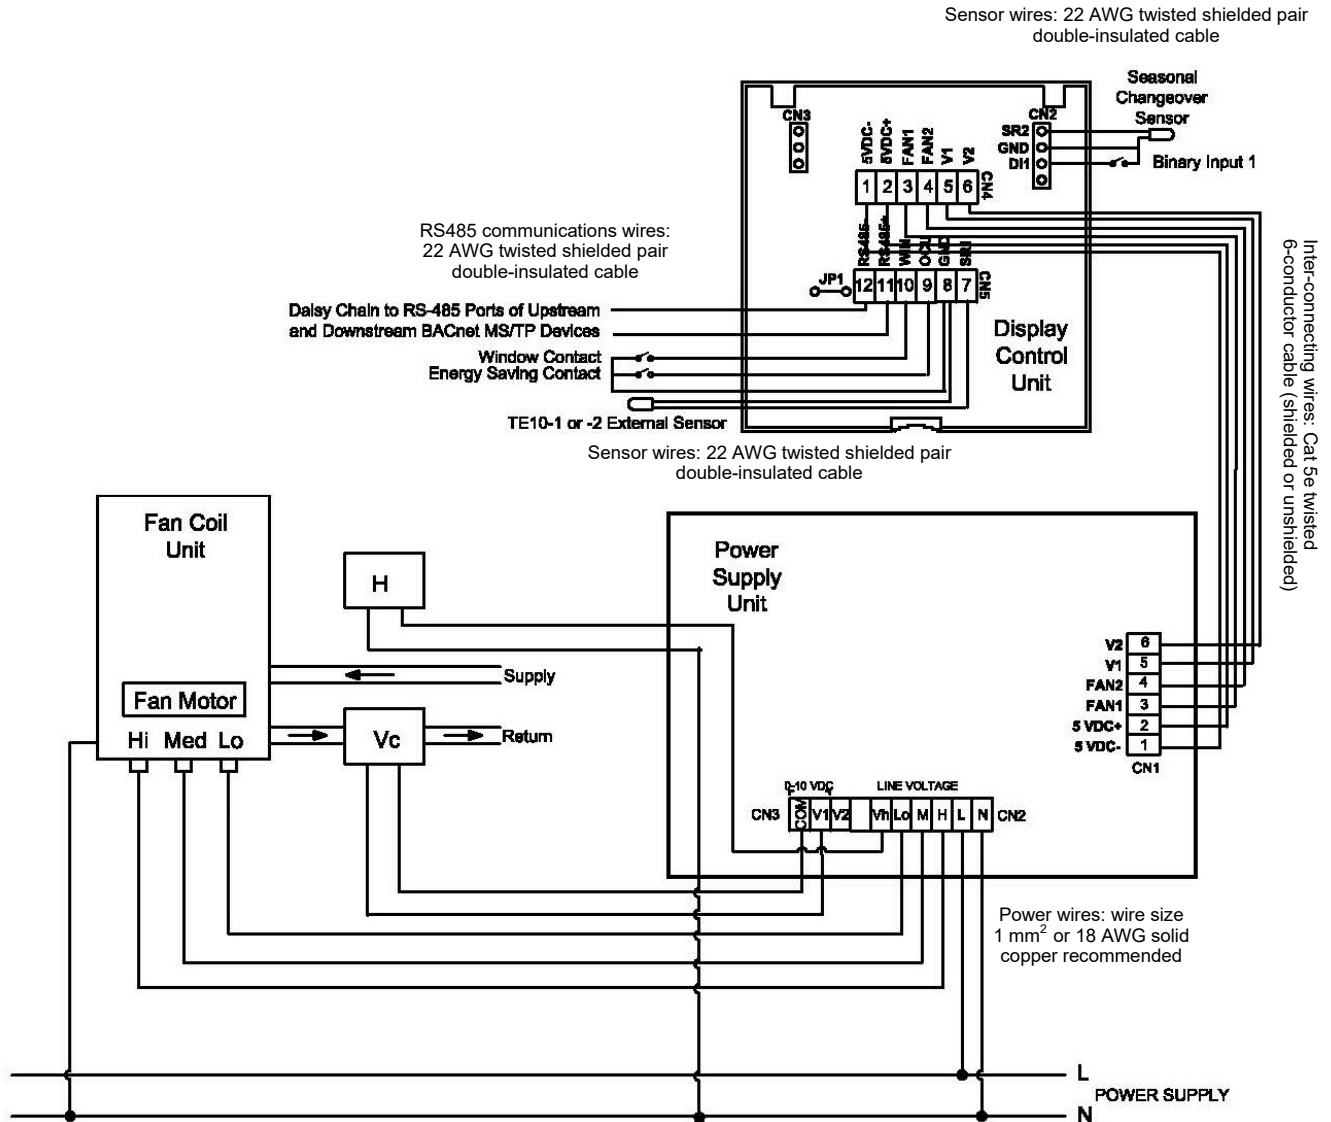 Sensor wires: 22 AWG twisted shielded pair
double-insulated cable
Seasonal
Changeover
Sensor
CN3
CN2
SR2
GND
DI1
Binary Input 1
5VDC-
5VDC+
FAN1
FAN2
V1
V2
1 2 3 4 5 6
CN4
RS485-
RS485+
WIN
OCU
GND
SRI
JP1
12 11 10 9 8 7
CN5
RS485 communications wires:
22 AWG twisted shielded pair
double-insulated cable
Daisy Chain to RS-485 Ports of Upstream
and Downstream BACnet MS/TP Devices
Window Contact
Energy Saving Contact
TE10-1 or -2 External Sensor
Display
Control
Unit
Sensor wires: 22 AWG twisted shielded pair
double-insulated cable
Inter-connecting wires: Cat 5e twisted
6-conductor cable (shielded or unshielded)
Fan Coil
Unit
H
Power
Supply
Unit
Supply
Fan Motor
Hi Med Lo
Vc
Return
V2 6
V1 5
FAN2 4
FAN1 3
5 VDC+ 2
5 VDC- 1
CN1
0-10 VDC
LINE VOLTAGE
CN3
COM V1 V2 Vh Lo M H L N
CN2
Power wires: wire size
1 mm² or 18 AWG solid
copper recommended
L
POWER SUPPLY
N